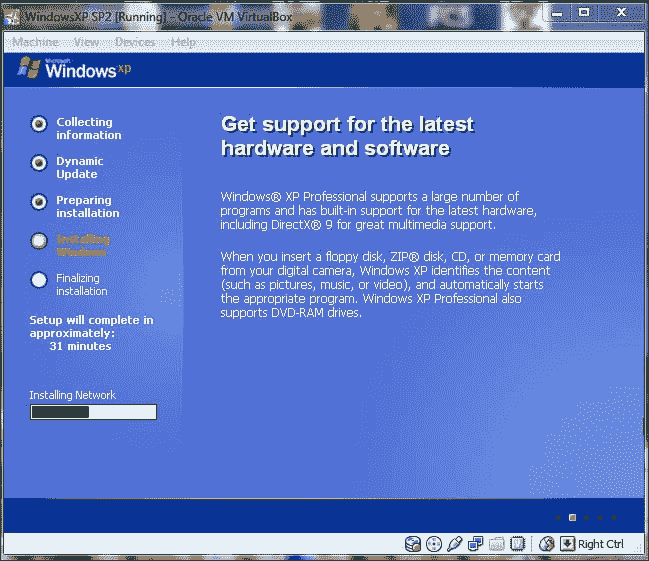 WindowsXP SP2 [Running] - Oracle VM VirtualBox
Machine View Devices Help
Microsoft
Windows xp
Collecting
information
Dynamic
Update
Preparing
installation
Installing
Windows
Finalizing
installation
Setup will complete in
approximately:
31 minutes
Installing Network
Get support for the latest
hardware and software
Windows® XP Professional supports a large number of
programs and has built-in support for the latest hardware,
including DirectX® 9 for great multimedia support.
When you insert a floppy disk, ZIP® disk, CD, or memory card
from your digital camera, Windows XP identifies the content
(such as pictures, music, or video), and automatically starts
the appropriate program. Windows XP Professional also
supports DVD-RAM drives.
Right Ctrl